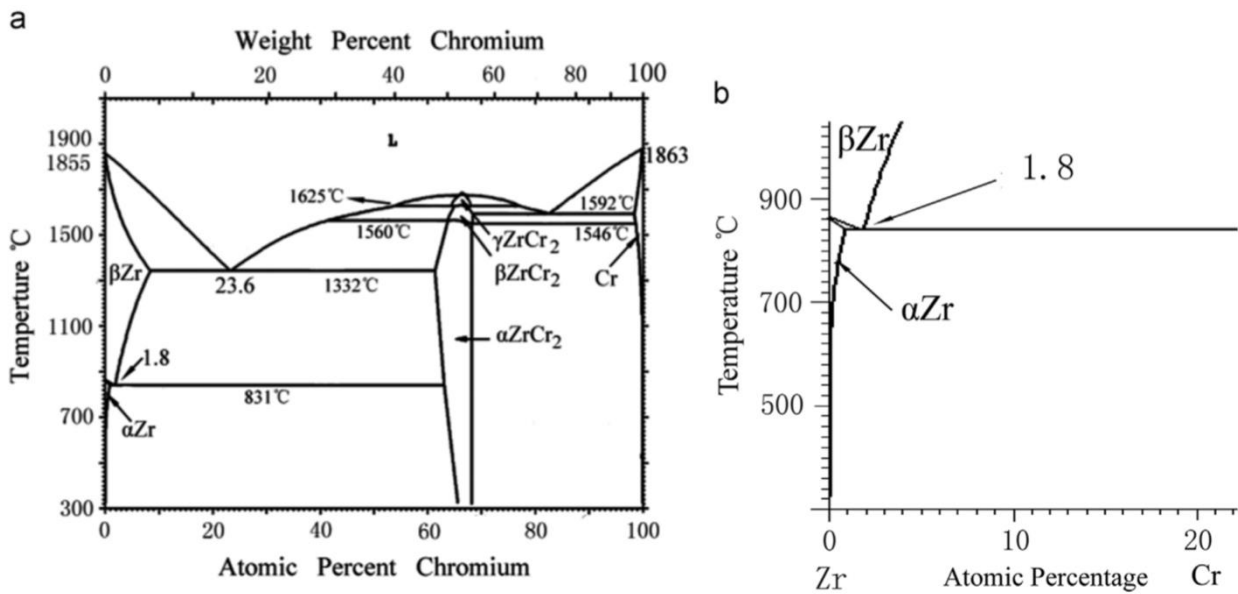 a
Weight Percent Chromium
0 20 40 60 80 100
1900
1855
L
1863
1625℃
1592℃
1500
1560℃
1546℃
γZrCr2
βZrCr2
Cr
βZr
23.6
1332℃
1100
αZrCr2
1.8
831℃
700
αZr
300
0 20 40 60 80 100
Atomic Percent Chromium
Temperture ℃
b
βZr
1.8
900
700
αZr
500
Temperature ℃
0 10 20
Zr Atomic Percentage Cr